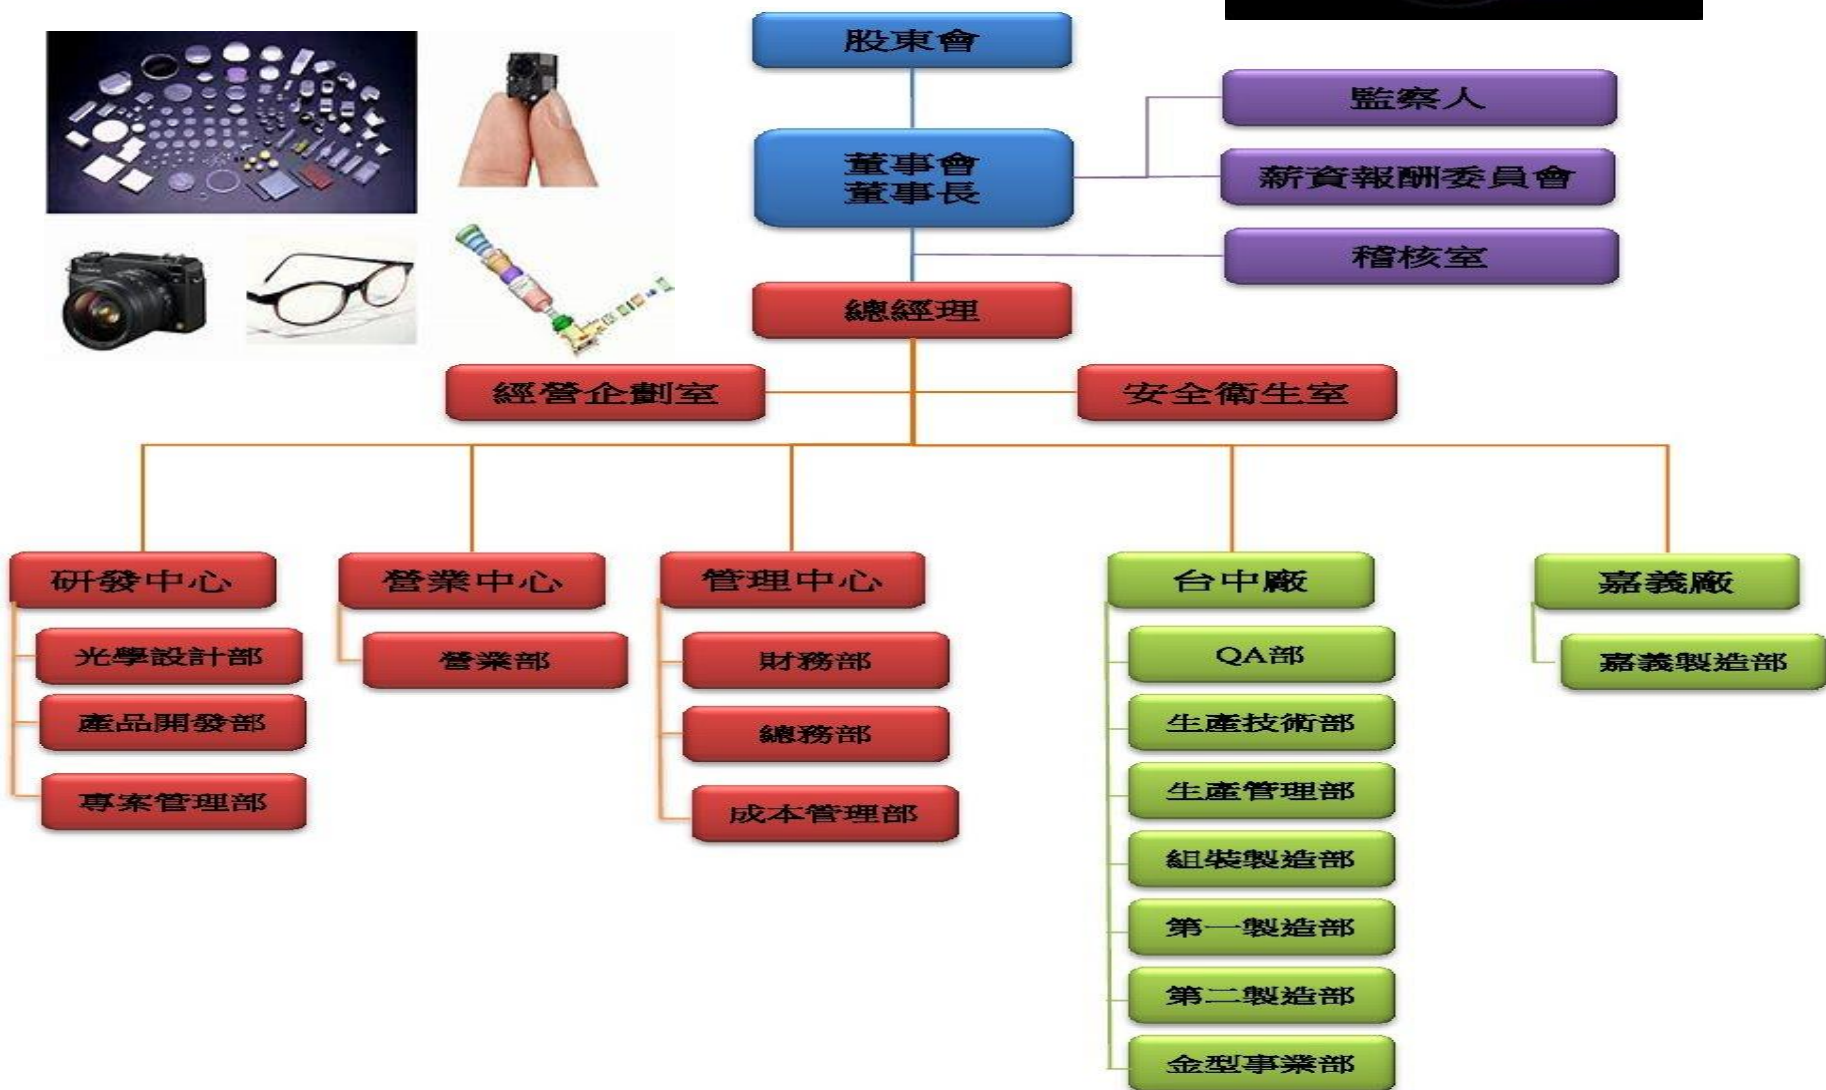 股東會
監察人
董事會
董事長
薪資報酬委員會
稽核室
總經理
經營企劃室
安全衛生室
研發中心
營業中心
管理中心
台中廠
嘉義廠
光學設計部
產品開發部
專案管理部
營業部
財務部
總務部
成本管理部
QA部
生產技術部
生產管理部
組裝製造部
第一製造部
第二製造部
金型事業部
嘉義製造部